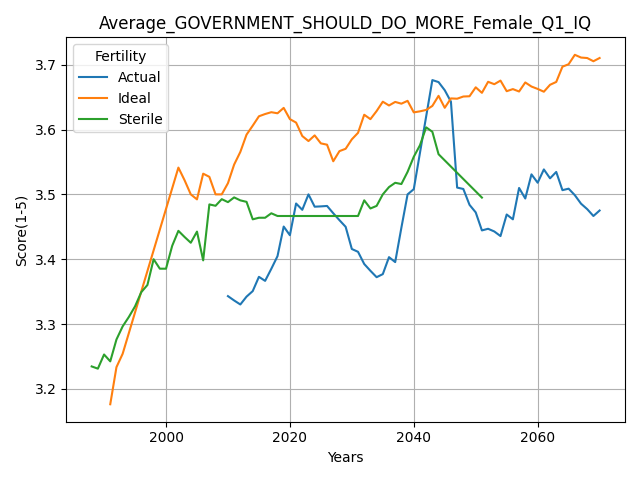 Average_GOVERNMENT_SHOULD_DO_MORE_Female_Q1_IQ
Fertility
Actual
Ideal
Sterile
Score(1-5)
3.7
3.6
3.5
3.4
3.3
3.2
2000 2020 2040 2060
Years